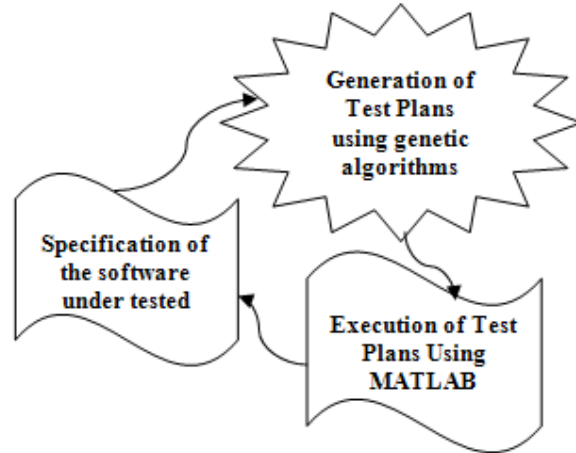 Generation of
Test Plans
using genetic
algorithms
Specification of
the software
under tested
Execution of Test
Plans Using
MATLAB